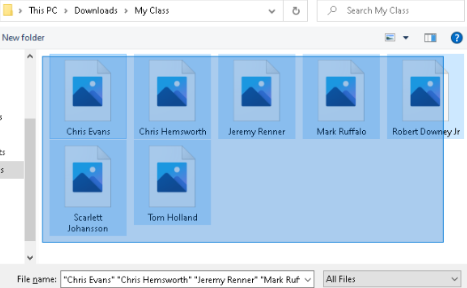 This PC > Downloads > My Class
Search My Class
New folder
Chris Evans Chris Hemsworth Jeremy Renner Mark Ruffalo Robert Downey Jr
Scarlett Johansson
Tom Holland
File name: "Chris Evans" "Chris Hemsworth" "Jeremy Renner" "Mark Ruf
All Files